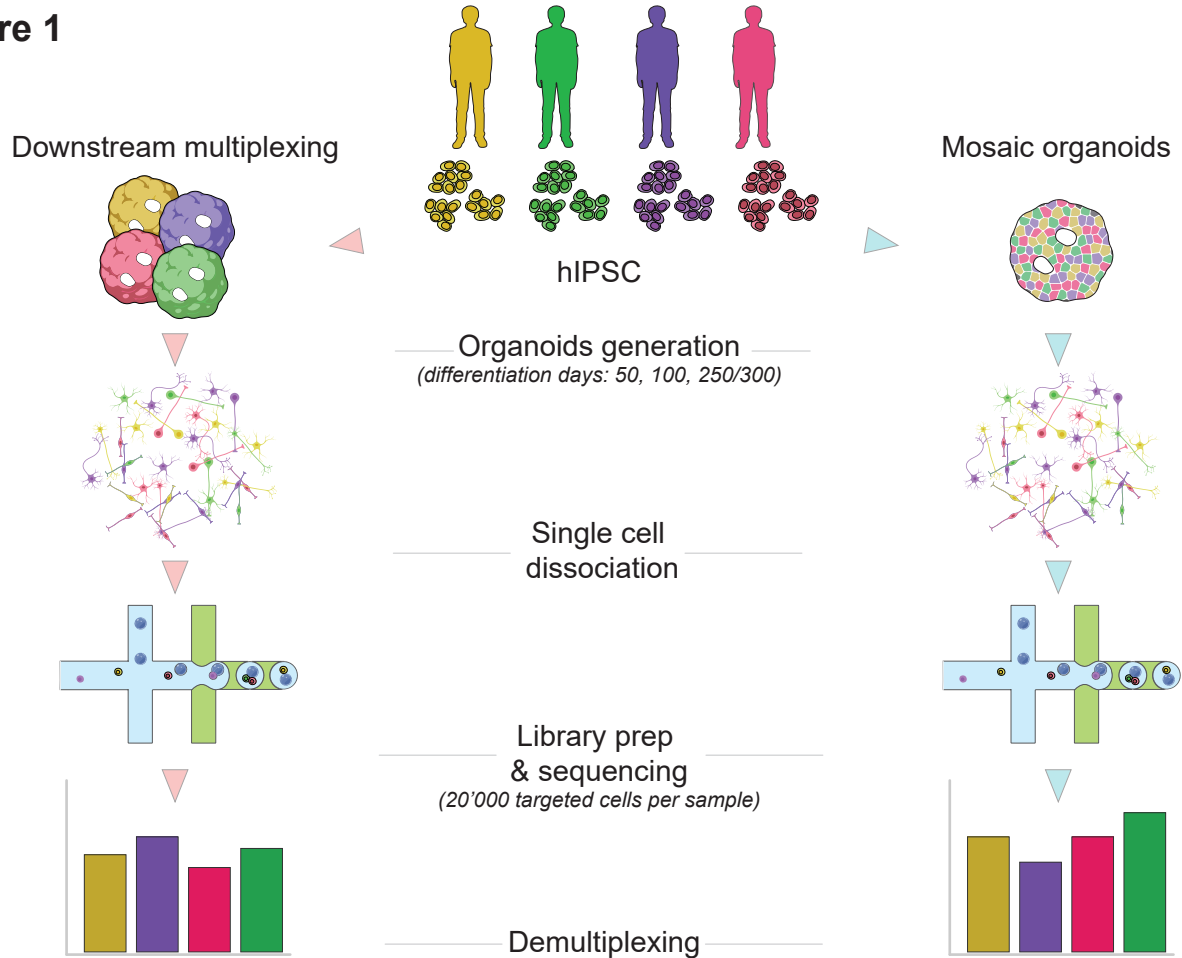 re 1
Downstream multiplexing
Mosaic organoids
hIPSC
Organoids generation
(differentiation days: 50, 100, 250/300)
Single cell
dissociation
Library prep
& sequencing
(20'000 targeted cells per sample)
Demultiplexing